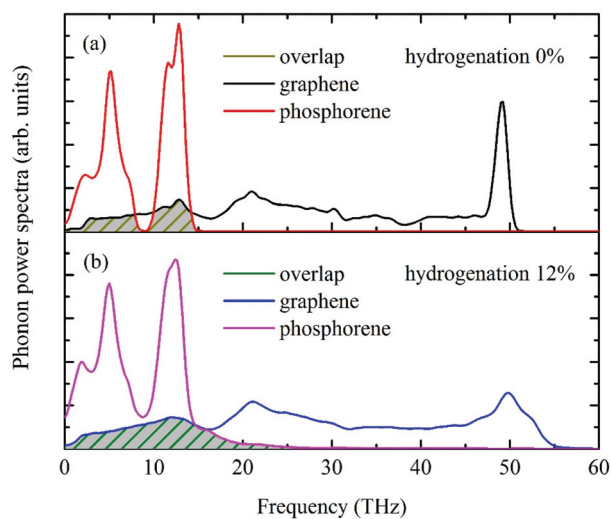 (a)
overlap
hydrogenation 0%
graphene
phosphorene
(b)
overlap
hydrogenation 12%
graphene
phosphorene
Phonon power spectra (arb. units)
0 10 20 30 40 50 60
Frequency (THz)